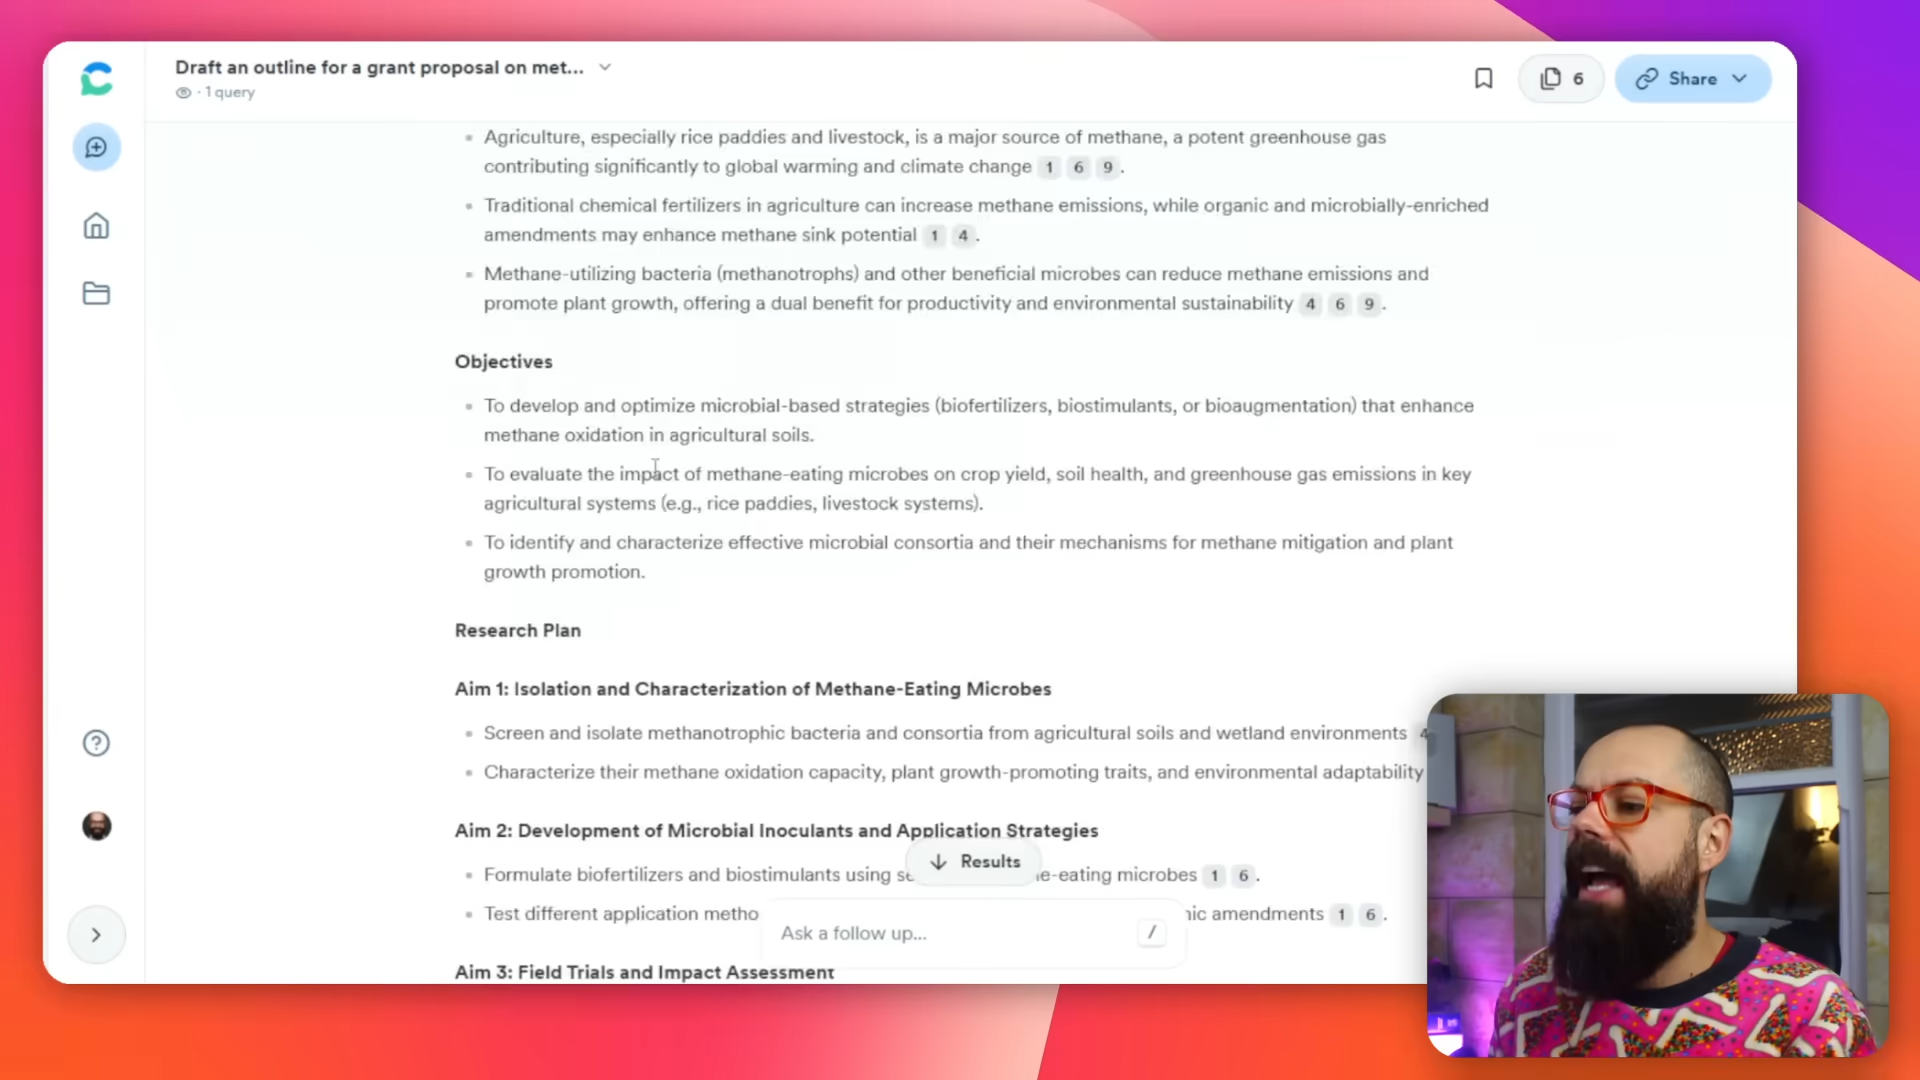 Draft an outline for a grant proposal on met...
· 1 query
6
Share
Agriculture, especially rice paddies and livestock, is a major source of methane, a potent greenhouse gas
contributing significantly to global warming and climate change 1 6 9 .
Traditional chemical fertilizers in agriculture can increase methane emissions, while organic and microbially-enriched
amendments may enhance methane sink potential 1 4 .
Methane-utilizing bacteria (methanotrophs) and other beneficial microbes can reduce methane emissions and
promote plant growth, offering a dual benefit for productivity and environmental sustainability 4 6 9 .
Objectives
To develop and optimize microbial-based strategies (biofertilizers, biostimulants, or bioaugmentation) that enhance
methane oxidation in agricultural soils.
To evaluate the impact of methane-eating microbes on crop yield, soil health, and greenhouse gas emissions in key
agricultural systems (e.g., rice paddies, livestock systems).
To identify and characterize effective microbial consortia and their mechanisms for methane mitigation and plant
growth promotion.
Research Plan
Aim 1: Isolation and Characterization of Methane-Eating Microbes
Screen and isolate methanotrophic bacteria and consortia from agricultural soils and wetland environments 4
Characterize their methane oxidation capacity, plant growth-promoting traits, and environmental adaptability
Aim 2: Development of Microbial Inoculants and Application Strategies
Results
Formulate biofertilizers and biostimulants using se e-eating microbes 1 6 .
Test different application metho nic amendments 1 6 .
Ask a follow up... /
Aim 3: Field Trials and Impact Assessment